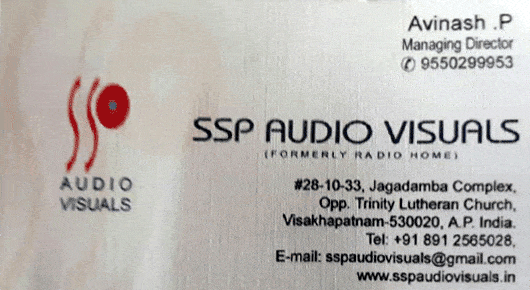 Avinash .P
Managing Director
✆ 9550299953
SSP AUDIO VISUALS
(FORMERLY RADIO HOME)
AUDIO
VISUALS
#28-10-33, Jagadamba Complex,
Opp. Trinity Lutheran Church,
Visakhapatnam-530020, A.P. India.
Tel: +91 891 2565028,
E-mail: sspaudiovisuals@gmail.com
www.sspaudiovisuals.in